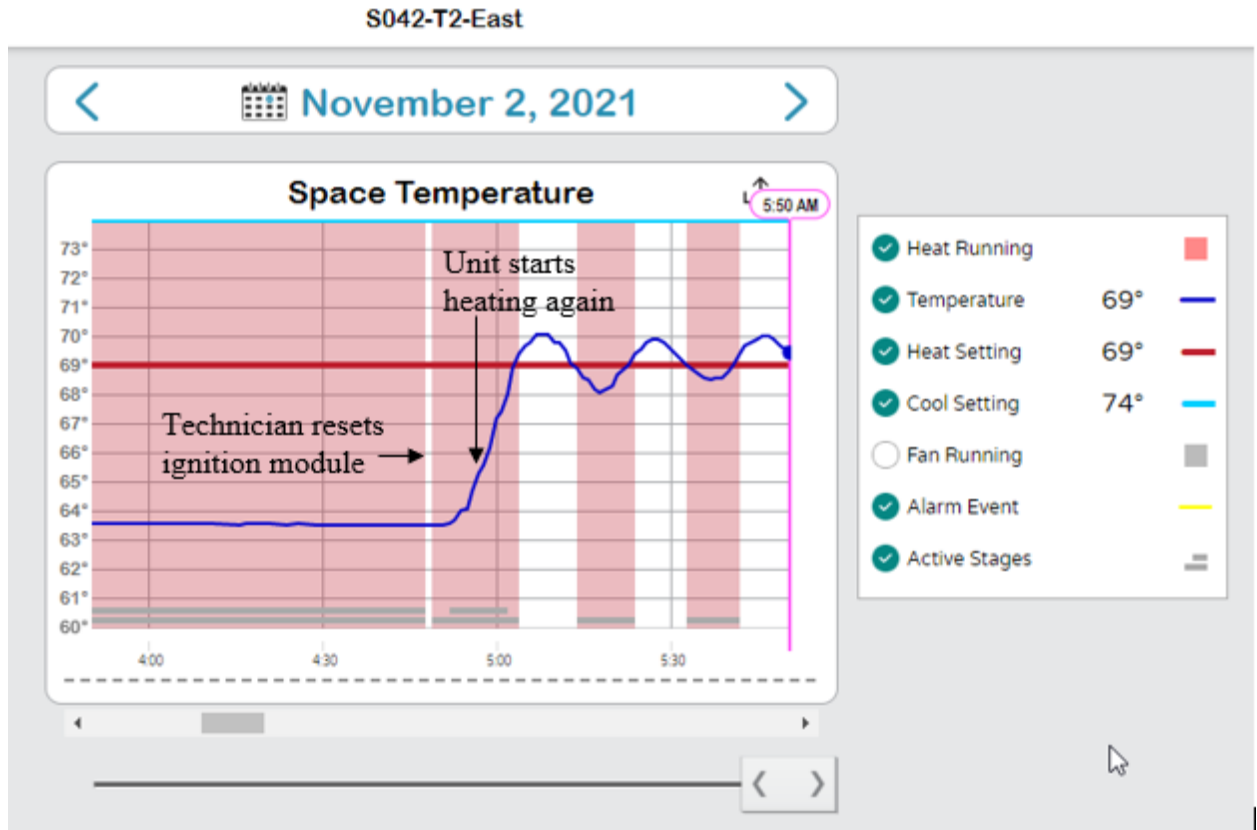 S042-T2-East
November 2, 2021
Space Temperature
5:50 AM
73°
72°
71°
70°
69°
68°
67°
66°
65°
64°
63°
62°
61°
60°
Unit starts
heating again
Technician resets
ignition module
4:00
4:30
5:00
5:30
Heat Running
Temperature 69°
Heat Setting 69°
Cool Setting 74°
Fan Running
Alarm Event
Active Stages